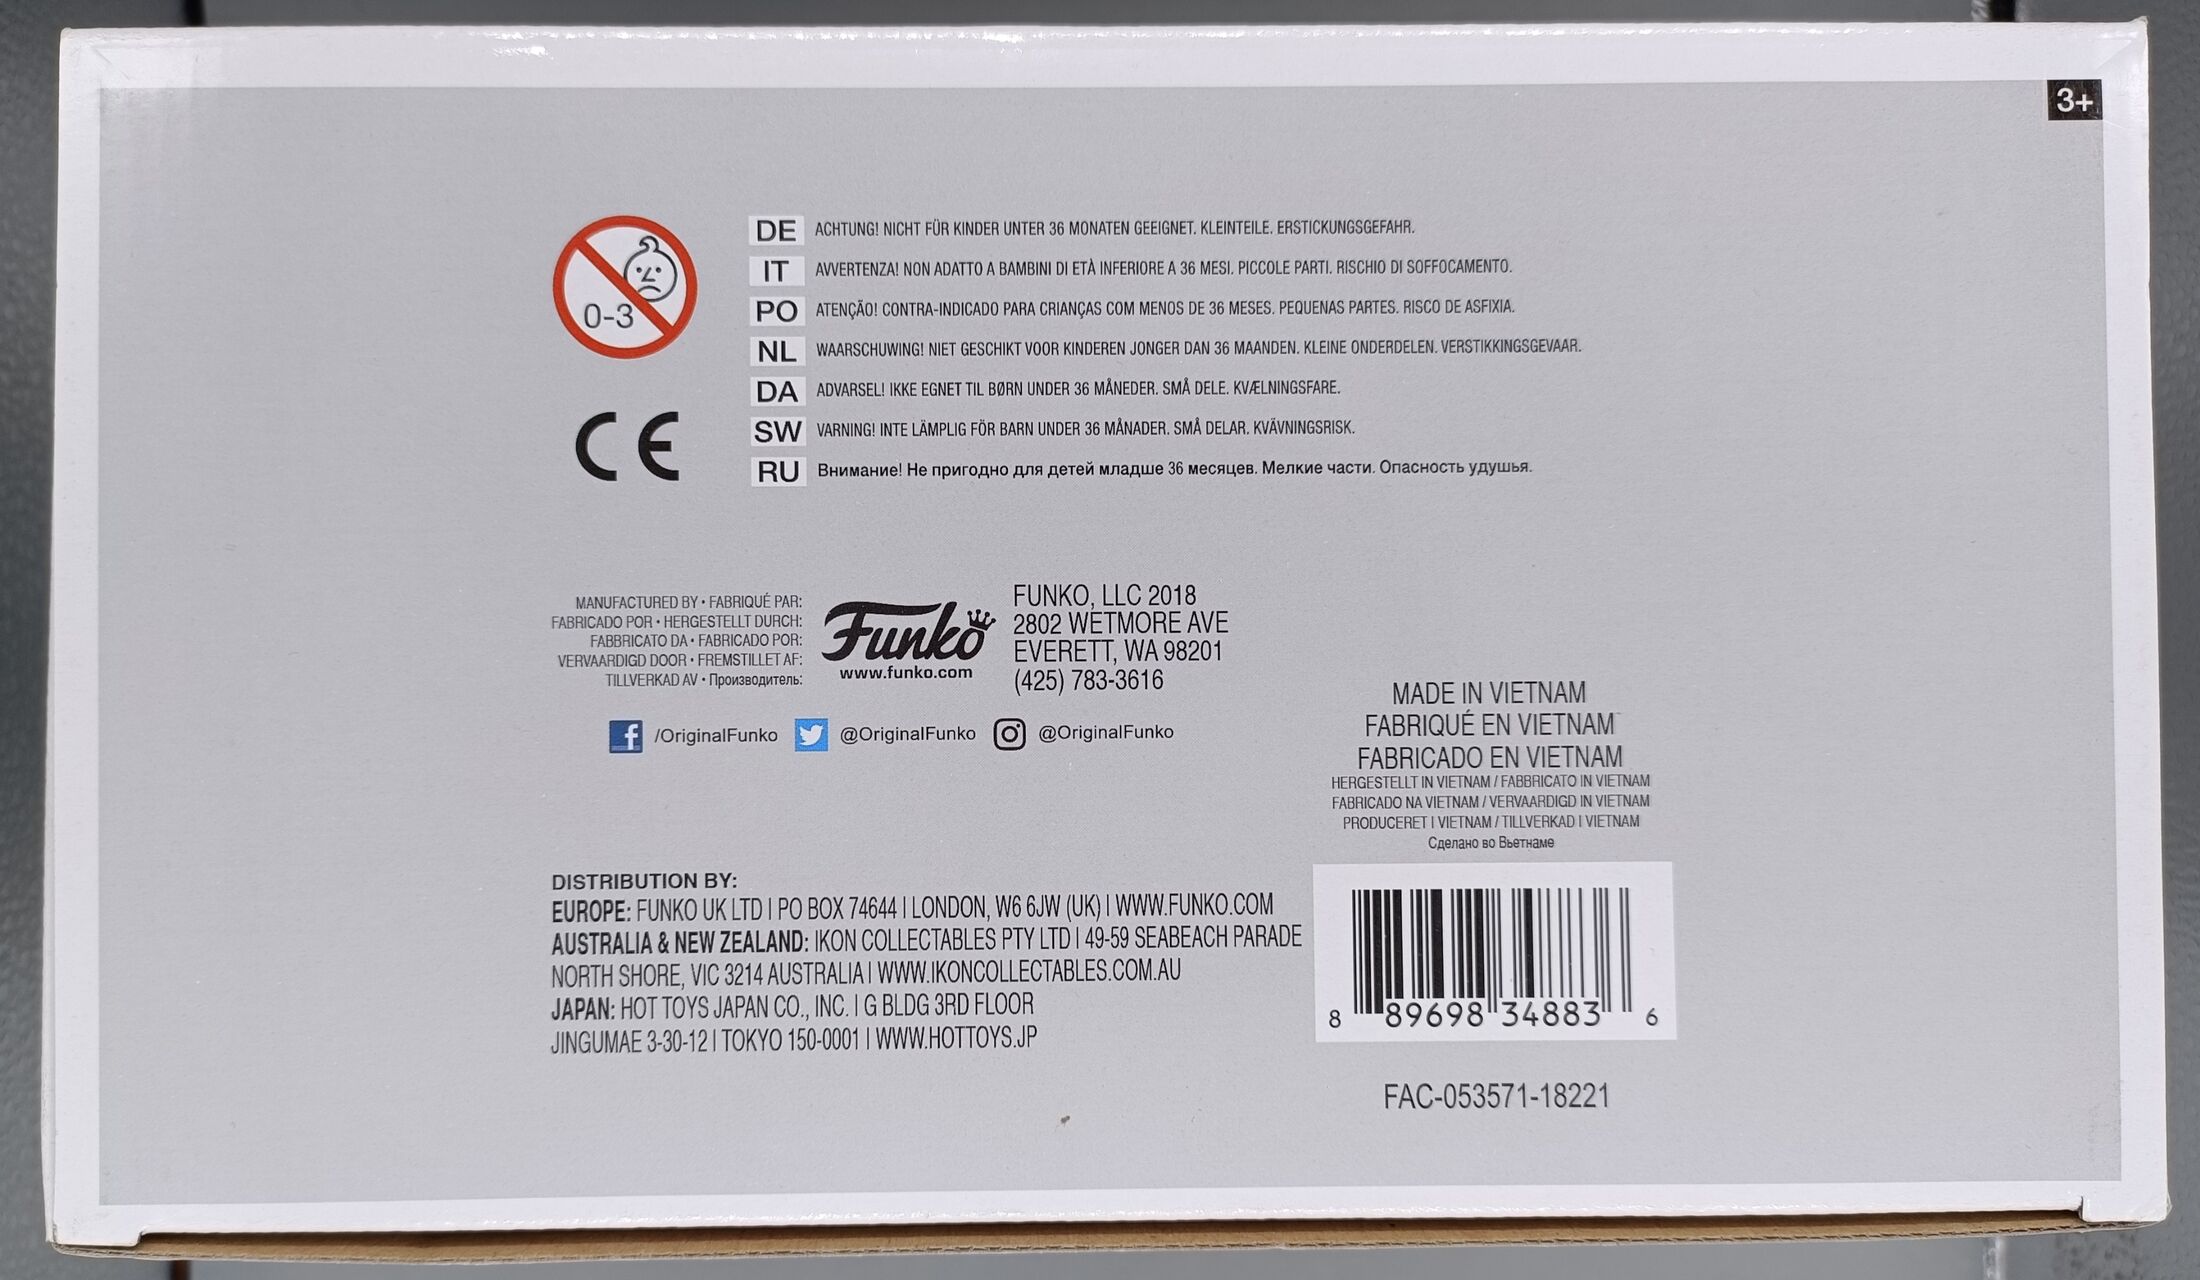 3+
0-3
DE ACHTUNG! NICHT FÜR KINDER UNTER 36 MONATEN GEEIGNET. KLEINTEILE. ERSTICKUNGSGEFAHR.
IT AVVERTENZA! NON ADATTO A BAMBINI DI ETÀ INFERIORE A 36 MESI. PICCOLE PARTI. RISCHIO DI SOFFOCAMENTO.
PO ATENÇÃO! CONTRA-INDICADO PARA CRIANÇAS COM MENOS DE 36 MESES. PEQUENAS PARTES. RISCO DE ASFIXIA.
NL WAARSCHUWING! NIET GESCHIKT VOOR KINDEREN JONGER DAN 36 MAANDEN. KLEINE ONDERDELEN. VERSTIKKINGSGEVAAR.
DA ADVARSEL! IKKE EGNET TIL BØRN UNDER 36 MÅNEDER. SMÅ DELE. KVÆLNINGSFARE.
SW VARNING! INTE LÄMPLIG FÖR BARN UNDER 36 MÅNADER. SMÅ DELAR. KVÄVNINGSRISK.
RU Внимание! Не пригодно для детей младше 36 месяцев. Мелкие части. Опасность удушья.
CE
MANUFACTURED BY • FABRIQUÉ PAR:
FABRICADO POR • HERGESTELLT DURCH:
FABBRICATO DA • FABRICADO POR:
VERVAARDIGD DOOR • FREMSTILLET AF:
TILLVERKAD AV • Производитель:
Funko
www.funko.com
FUNKO, LLC 2018
2802 WETMORE AVE
EVERETT, WA 98201
(425) 783-3616
/OriginalFunko @OriginalFunko @OriginalFunko
MADE IN VIETNAM
FABRIQUÉ EN VIETNAM
FABRICADO EN VIETNAM
HERGESTELLT IN VIETNAM / FABBRICATO IN VIETNAM
FABRICADO NA VIETNAM / VERVAARDIGD IN VIETNAM
PRODUCERET I VIETNAM / TILLVERKAD I VIETNAM
Сделано во Вьетнаме
DISTRIBUTION BY:
EUROPE: FUNKO UK LTD | PO BOX 74644 | LONDON, W6 6JW (UK) | WWW.FUNKO.COM
AUSTRALIA & NEW ZEALAND: IKON COLLECTABLES PTY LTD | 49-59 SEABEACH PARADE
NORTH SHORE, VIC 3214 AUSTRALIA | WWW.IKONCOLLECTABLES.COM.AU
JAPAN: HOT TOYS JAPAN CO., INC. | G BLDG 3RD FLOOR
JINGUMAE 3-30-12 | TOKYO 150-0001 | WWW.HOTTOYS.JP
8 89698 34883 6
FAC-053571-18221